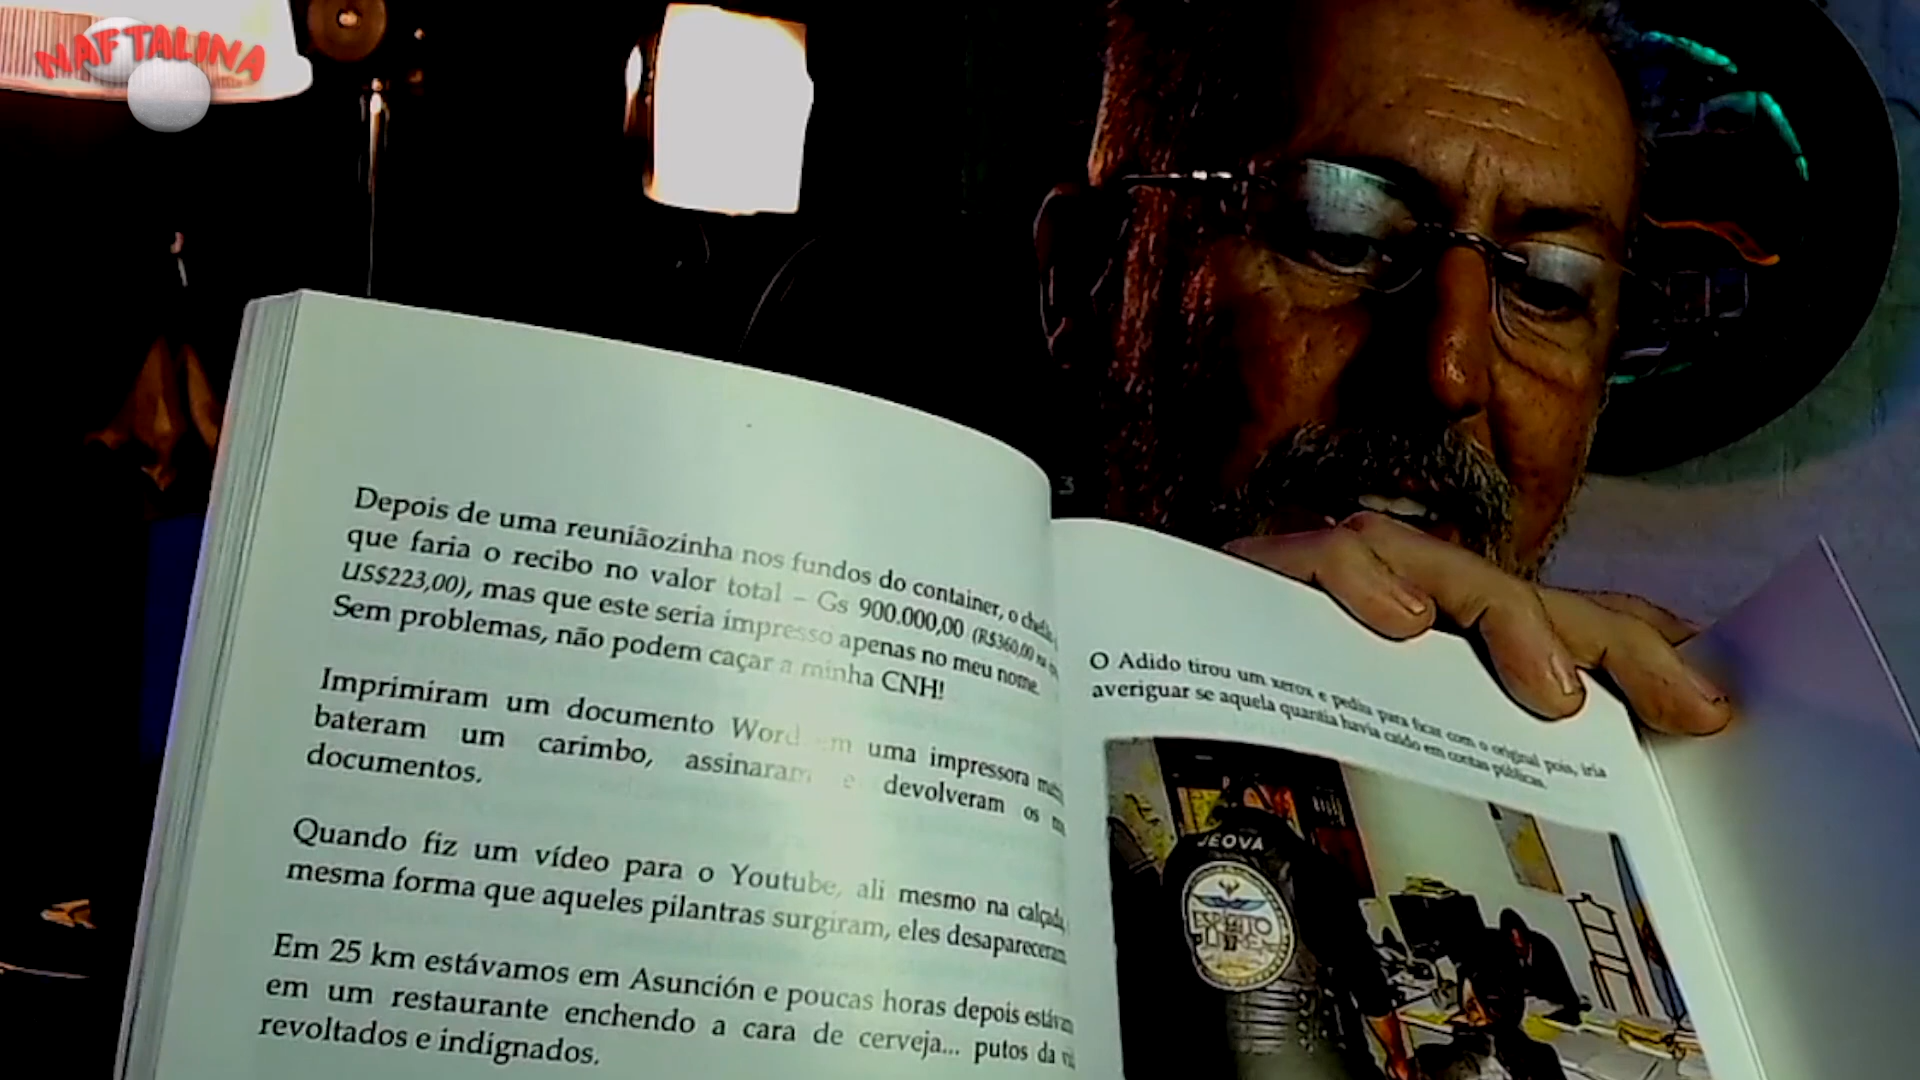 NAFTALINA
Depois de uma reuniãozinha nos fundos do container, o
que faria o recibo no valor total – Gs 900.000,00 (R$360,00
US$223,00), mas que este seria impresso apenas no meu nome.
Sem problemas, não podem caçar a minha CNH!
Imprimiram um documento Word em uma impressora
bateram um carimbo, assinaram e devolveram os
documentos.
Quando fiz um vídeo para o Youtube, ali mesmo na calçada,
mesma forma que aqueles pilantras surgiram, eles desapareceram
Em 25 km estávamos em Asunción e poucas horas depois
em um restaurante enchendo a cara de cerveja... putos da
revoltados e indignados.
3
O Adido tirou um xerox e pediu para ficar com o original pois, iria
averiguar se aquela quantia havia caído em contas públicas.
JEOVA
ESPÍRITO
LIVRE